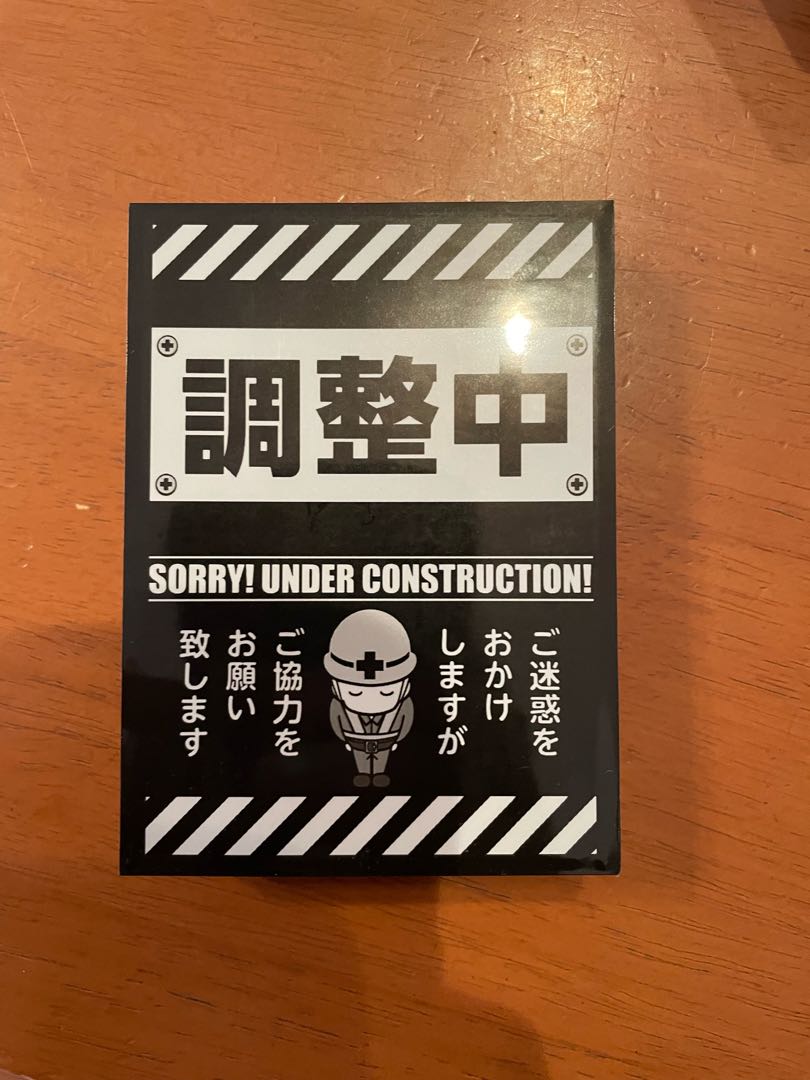 調整中
SORRY! UNDER CONSTRUCTION!
ご迷惑を
おかけ
しますが
ご協力を
お願い
致します